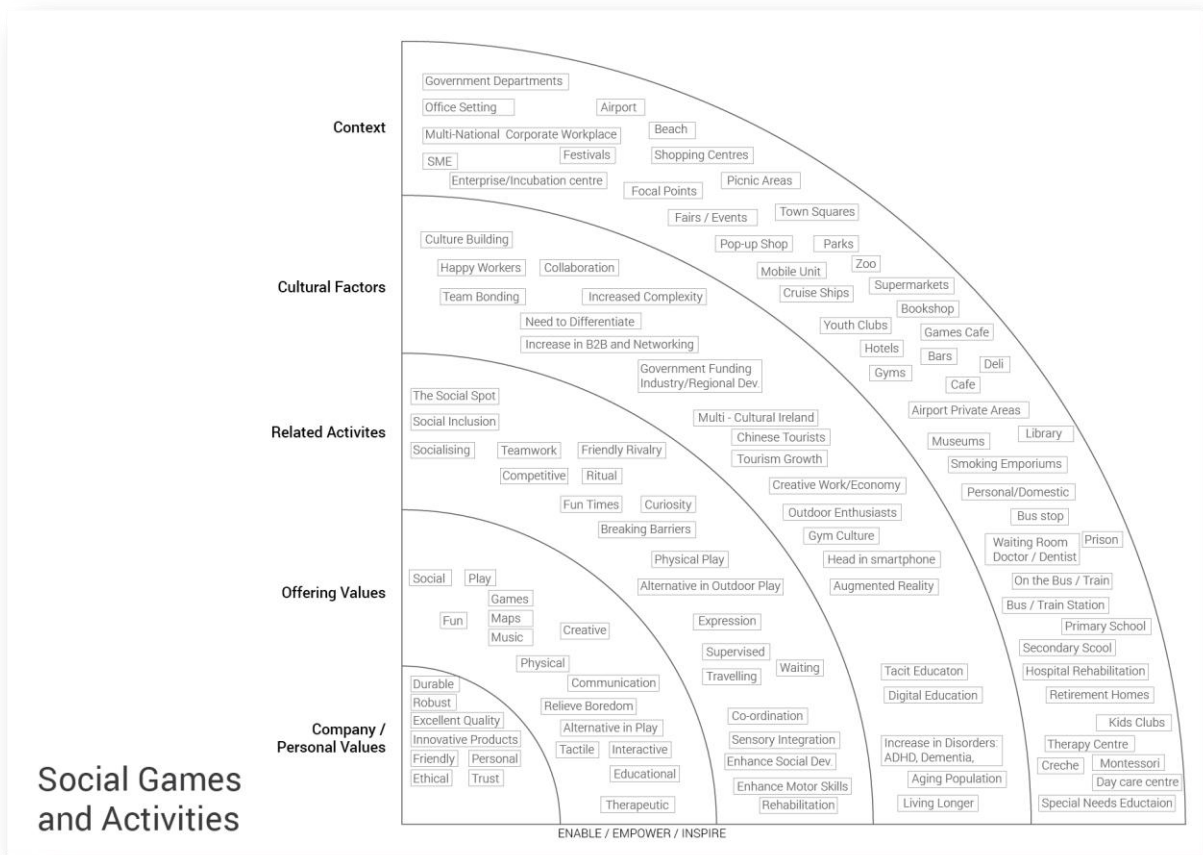 Context
Government Departments
Office Setting
Airport
Multi-National Corporate Workplace
Beach
SME
Festivals
Shopping Centres
Enterprise/Incubation centre
Focal Points
Picnic Areas
Fairs / Events
Town Squares
Pop-up Shop
Parks
Mobile Unit
Zoo
Cruise Ships
Supermarkets
Bookshop
Youth Clubs
Games Cafe
Hotels
Bars
Deli
Gyms
Cafe
Airport Private Areas
Library
Museums
Smoking Emporiums
Personal/Domestic
Bus stop
Waiting Room
Doctor / Dentist
Prison
On the Bus / Train
Bus / Train Station
Primary School
Secondary Scool
Hospital Rehabilitation
Retirement Homes
Kids Clubs
Therapy Centre
Creche
Montessori
Day care centre
Special Needs Eductaion
Cultural Factors
Culture Building
Happy Workers
Collaboration
Team Bonding
Increased Complexity
Need to Differentiate
Increase in B2B and Networking
Government Funding
Industry/Regional Dev.
Multi - Cultural Ireland
Chinese Tourists
Tourism Growth
Creative Work/Economy
Outdoor Enthusiasts
Gym Culture
Head in smartphone
Augmented Reality
Tacit Educaton
Digital Education
Increase in Disorders:
ADHD, Dementia,
Aging Population
Living Longer
Related Activites
The Social Spot
Social Inclusion
Socialising
Teamwork
Friendly Rivalry
Competitive
Ritual
Fun Times
Curiosity
Breaking Barriers
Physical Play
Alternative in Outdoor Play
Expression
Supervised
Waiting
Travelling
Co-ordination
Sensory Integration
Enhance Social Dev.
Enhance Motor Skills
Rehabilitation
Offering Values
Social
Play
Games
Fun
Maps
Music
Creative
Physical
Communication
Relieve Boredom
Alternative in Play
Tactile
Interactive
Educational
Therapeutic
Company /
Personal Values
Durable
Robust
Excellent Quality
Innovative Products
Friendly
Personal
Ethical
Trust
Social Games
and Activities
ENABLE / EMPOWER / INSPIRE